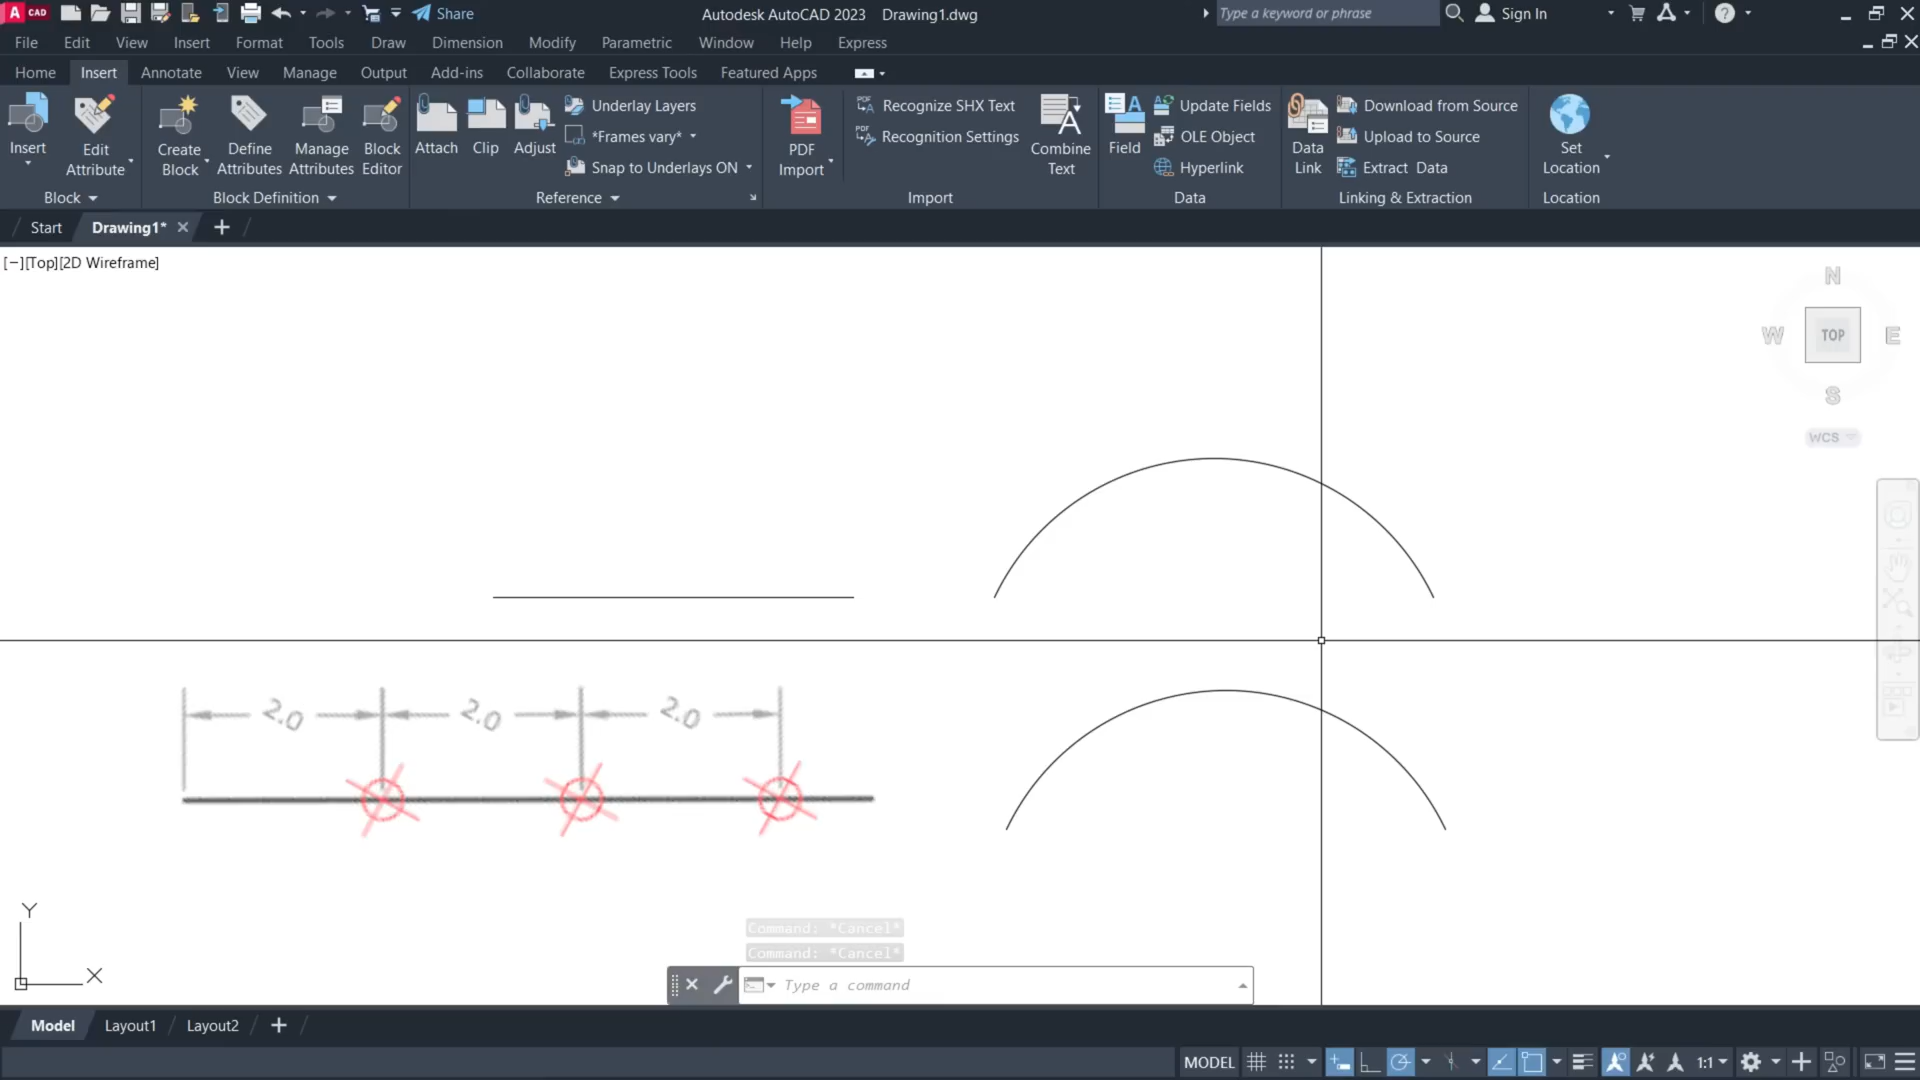 CAD Share Autodesk AutoCAD 2023 Drawing1.dwg Type a keyword or phrase Sign In
File Edit View Insert Format Tools Draw Dimension Modify Parametric Window Help Express
Home Insert Annotate View Manage Output Add-ins Collaborate Express Tools Featured Apps
Insert
Edit Attribute
Create Block
Define Attributes
Manage Attributes
Block Editor
Attach
Clip
Adjust
Underlay Layers
*Frames vary*
Snap to Underlays ON
PDF Import
Recognize SHX Text
Recognition Settings
Combine Text
Field
Update Fields
OLE Object
Hyperlink
Data Link
Download from Source
Upload to Source
Extract Data
Set Location
Block Block Definition Reference Import Data Linking & Extraction Location
Start Drawing1*
[−][Top][2D Wireframe]
N
W TOP E
S
WCS
2.0 2.0 2.0
Y
X
Command: *Cancel*
Command: *Cancel*
Type a command
Model Layout1 Layout2
MODEL 1:1